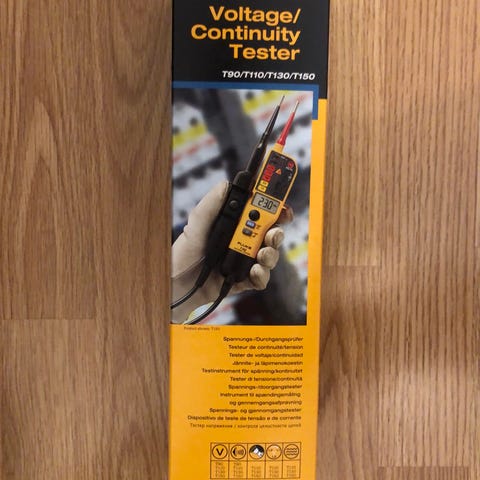 Voltage/
Continuity
Tester
T90/T110/T130/T150
230
FLUKE
Product shown: T150
Spannungs-/Durchgangsprüfer
Testeur de continuité/tension
Tester de voltaje/continuidad
Jännite- ja läpimenokoestin
Testinstrument för spänning/kontinuitet
Tester di tensione/continuità
Spannings-/doorgangstester
Instrument til spændingsmåling
og gennemgangsafprøvning
Spennings- og gjennomgangstester
Dispositivo de teste de tensão e de corrente
Тестер напряжения / контроля целостности цепей
V